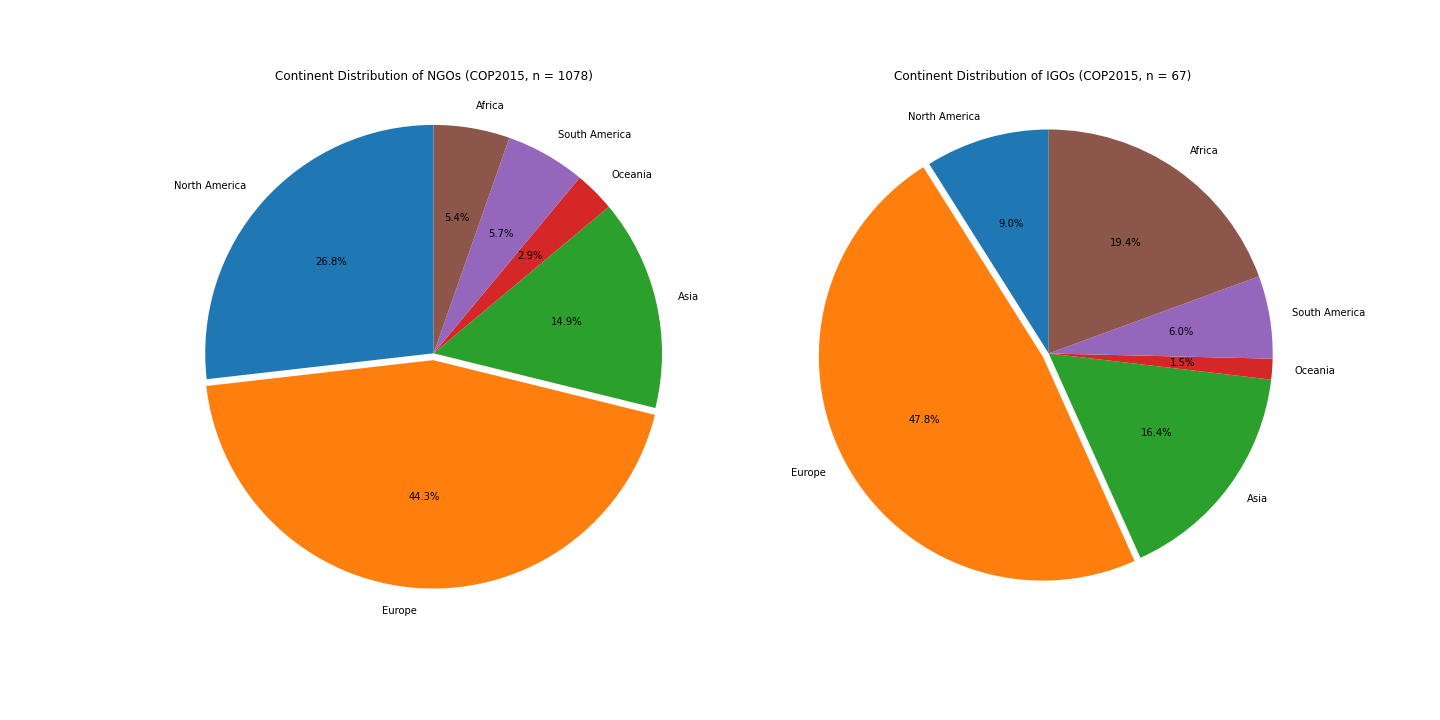 Continent Distribution of NGOs (COP2015, n = 1078)
Africa
South America
Oceania
North America
5.4%
5.7%
2.9%
26.8%
Asia
14.9%
44.3%
Europe
Continent Distribution of IGOs (COP2015, n = 67)
North America
Africa
9.0%
19.4%
South America
6.0%
1.5%
Oceania
47.8%
16.4%
Europe
Asia